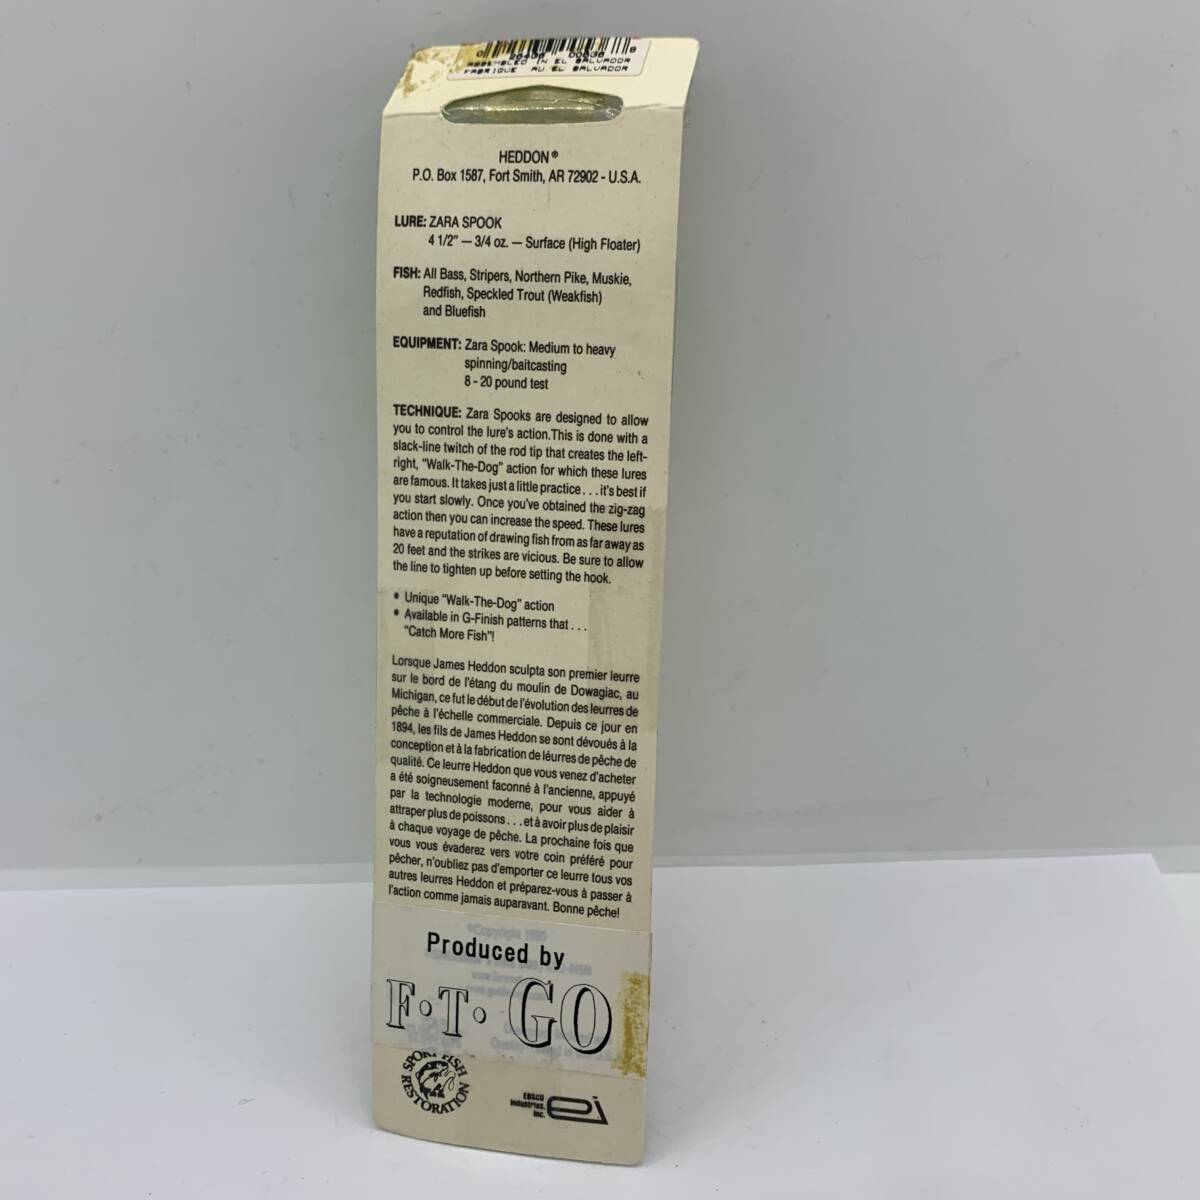 ASSEMBLED IN EL SALVADOR
FABRIQUE AU EL SALVADOR
HEDDON®
P.O. Box 1587, Fort Smith, AR 72902 - U.S.A.
LURE: ZARA SPOOK
4 1/2" — 3/4 oz. — Surface (High Floater)
FISH: All Bass, Stripers, Northern Pike, Muskie,
Redfish, Speckled Trout (Weakfish)
and Bluefish
EQUIPMENT: Zara Spook: Medium to heavy
spinning/baitcasting
8 - 20 pound test
TECHNIQUE: Zara Spooks are designed to allow
you to control the lure's action.This is done with a
slack-line twitch of the rod tip that creates the left-
right, "Walk-The-Dog" action for which these lures
are famous. It takes just a little practice . . . it's best if
you start slowly. Once you've obtained the zig-zag
action then you can increase the speed. These lures
have a reputation of drawing fish from as far away as
20 feet and the strikes are vicious. Be sure to allow
the line to tighten up before setting the hook.
• Unique "Walk-The-Dog" action
• Available in G-Finish patterns that . . .
"Catch More Fish"!
Lorsque James Heddon sculpta son premier leurre
sur le bord de l'étang du moulin de Dowagiac, au
Michigan, ce fut le début de l'évolution des leurres de
pêche à l'échelle commerciale. Depuis ce jour en
1894, les fils de James Heddon se sont dévoués à la
conception et à la fabrication de léurres de pêche de
qualité. Ce leurre Heddon que vous venez d'acheter
a été soigneusement faconné à l'ancienne, appuyé
par la technologie moderne, pour vous aider à
attraper plus de poissons . . . et à avoir plus de plaisir
à chaque voyage de pêche. La prochaine fois que
vous vous évaderez vers votre coin préféré pour
pêcher, n'oubliez pas d'emporter ce leurre tous vos
autres leurres Heddon et préparez-vous à passer à
l'action comme jamais auparavant. Bonne pêche!
Produced by
F·T· GO
SPORT FISH
RESTORATION
EBSCO
Industries,
Inc.
ei